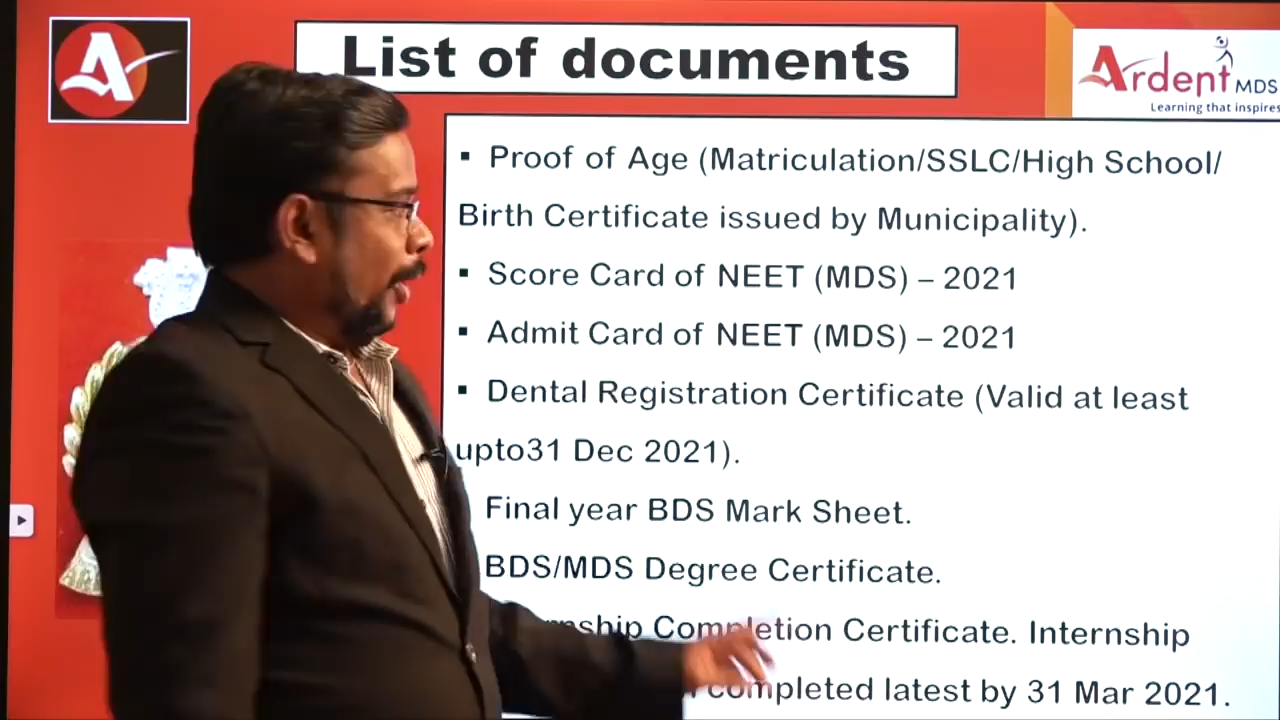 List of documents
Ardent MDS
Learning that inspires
▪ Proof of Age (Matriculation/SSLC/High School/
Birth Certificate issued by Municipality).
▪ Score Card of NEET (MDS) – 2021
▪ Admit Card of NEET (MDS) – 2021
▪ Dental Registration Certificate (Valid at least
upto31 Dec 2021).
Final year BDS Mark Sheet.
BDS/MDS Degree Certificate.
Completion Certificate. Internship
completed latest by 31 Mar 2021.